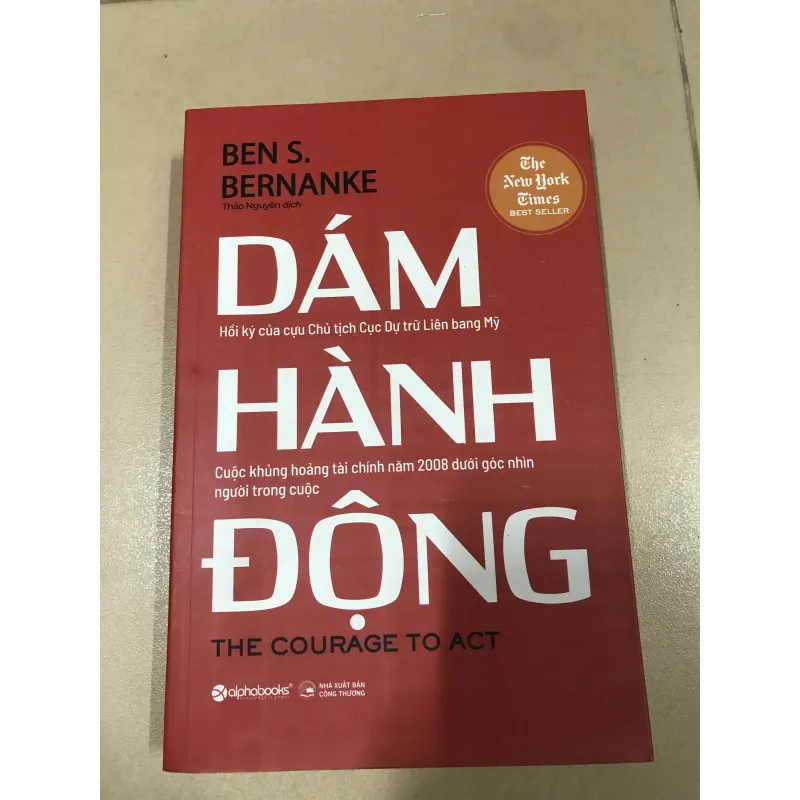 BEN S.
BERNANKE
Thảo Nguyên dịch
The
New York
Times
BEST SELLER
DÁM
Hồi ký của cựu Chủ tịch Cục Dự trữ Liên bang Mỹ
HÀNH
Cuộc khủng hoảng tài chính năm 2008 dưới góc nhìn
người trong cuộc
ĐỘNG
THE COURAGE TO ACT
alphabooks
NHÀ XUẤT BẢN
CÔNG THƯƠNG